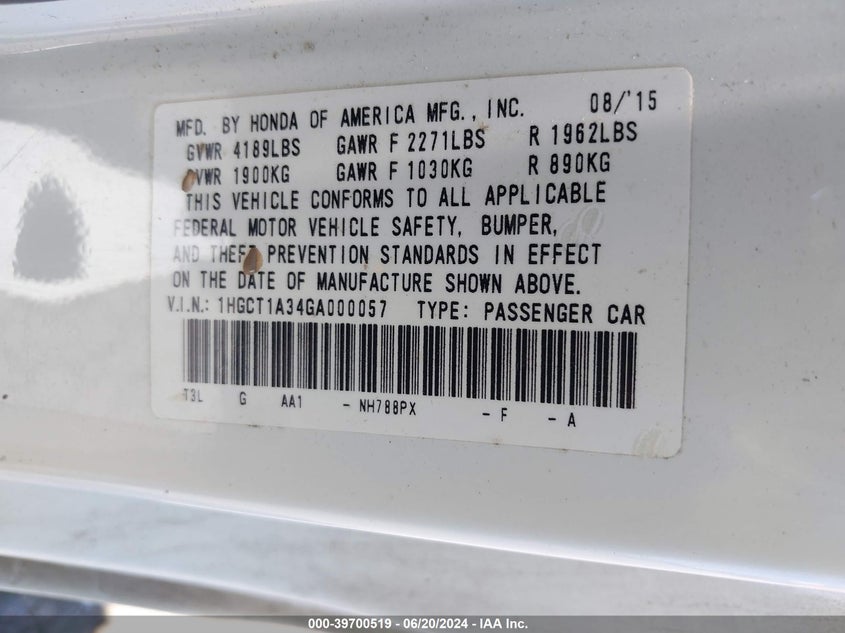 MFD. BY HONDA OF AMERICA MFG., INC. 08/'15
GVWR 4189LBS GAWR F 2271LBS R 1962LBS
GVWR 1900KG GAWR F 1030KG R 890KG
THIS VEHICLE CONFORMS TO ALL APPLICABLE
FEDERAL MOTOR VEHICLE SAFETY, BUMPER,
AND THEFT PREVENTION STANDARDS IN EFFECT
ON THE DATE OF MANUFACTURE SHOWN ABOVE.
V.I.N.: 1HGCT1A34GA000057 TYPE: PASSENGER CAR
T3L G AA1 - NH788PX - F - A
000-39700519 - 06/20/2024 - IAA Inc.